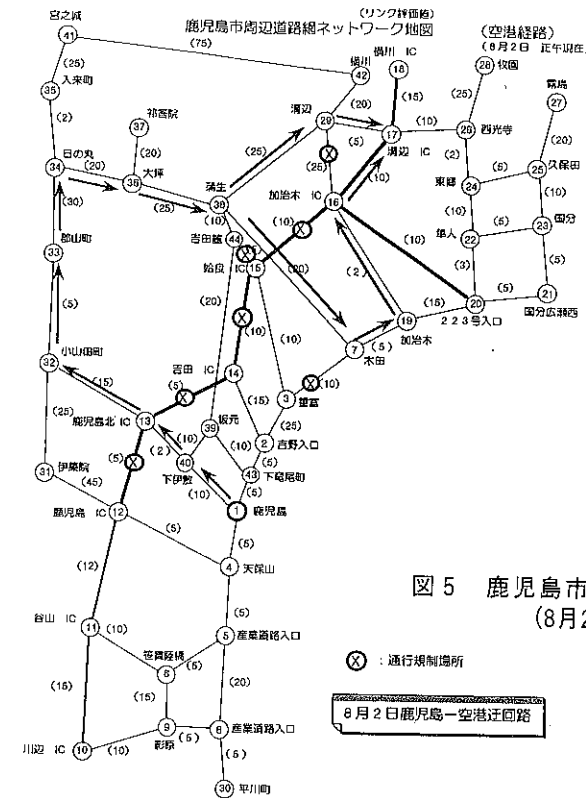 鹿児島市周辺道路網ネットワーク地図
(リンク評価値)
(空港経路)
(8月2日 正午現在
宮之城
41
(75)
横川
42
横川 IC
18
28
牧園
霧島
27
(25)
入来町
35
祁答院
37
溝辺
29
(20)
(15)
(10)
(25)
(20)
(2)
(20)
(25)
(5)
17
溝辺 IC
26
西光寺
久保田
25
日の丸
34
(20)
36
大坪
(2)
(5)
(10)
東郷
24
(30)
(25)
蒲生
38
(10)
加治木 IC
16
(10)
(10)
国分
23
郡山町
33
吉田麓
44
(10)
隼人
22
(5)
姶良 IC
15
(20)
(2)
(3)
(5)
(5)
(20)
(10)
(10)
(15)
20
223号入口
(5)
21
国分広瀬西
19
加治木
小山田町
32
(15)
吉田 IC
(5)
14
7
木田
(5)
(10)
(15)
3
重富
(25)
鹿児島北 IC
13
(10)
坂元
39
(10)
(25)
2
吉野入口
(5)
伊集院
31
(5)
(2)
40
下伊敷
43
下竜尾町
(5)
(45)
(10)
鹿児島 IC
12
1
鹿児島
(5)
(5)
4
天保山
(12)
(5)
谷山 IC
11
(10)
笹貫陸橋
(5)
5
産業道路入口
(15)
(15)
(20)
9
影原
(5)
産業道路入口
川辺 IC
10
(10)
(5)
30
平川町
図5 鹿児島市
(8月2
X :通行規制場所
8月2日鹿児島ー空港迂回路